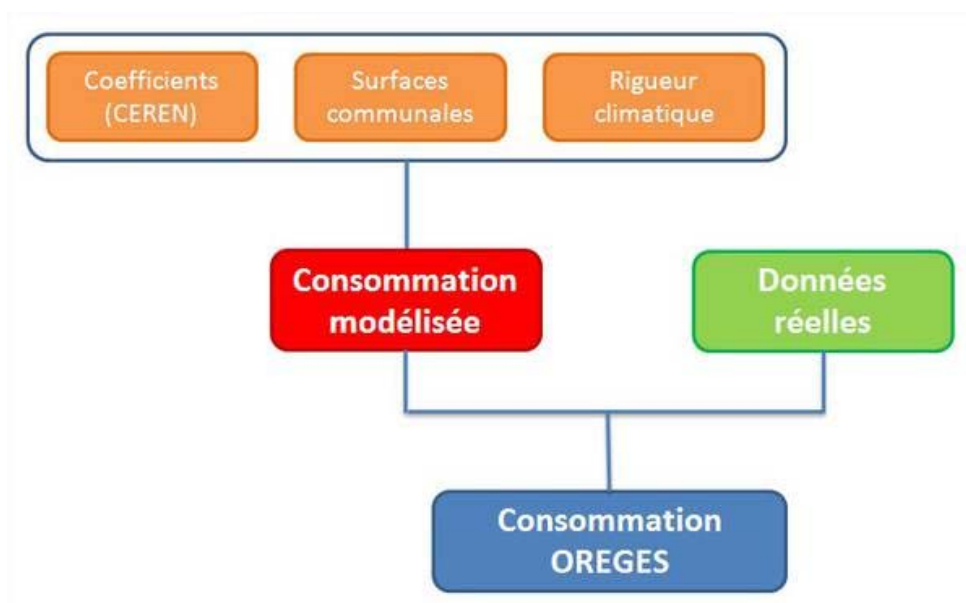 Coefficients
(CEREN)
Surfaces
communales
Rigueur
climatique
Consommation
modélisée
Données
réelles
Consommation
OREGES